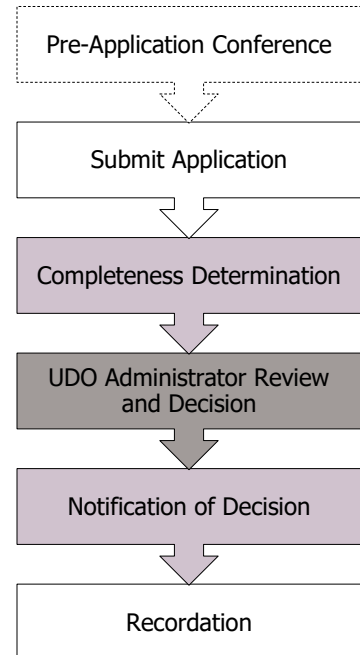 Pre-Application Conference
Submit Application
Completeness Determination
UDO Administrator Review
and Decision
Notification of Decision
Recordation